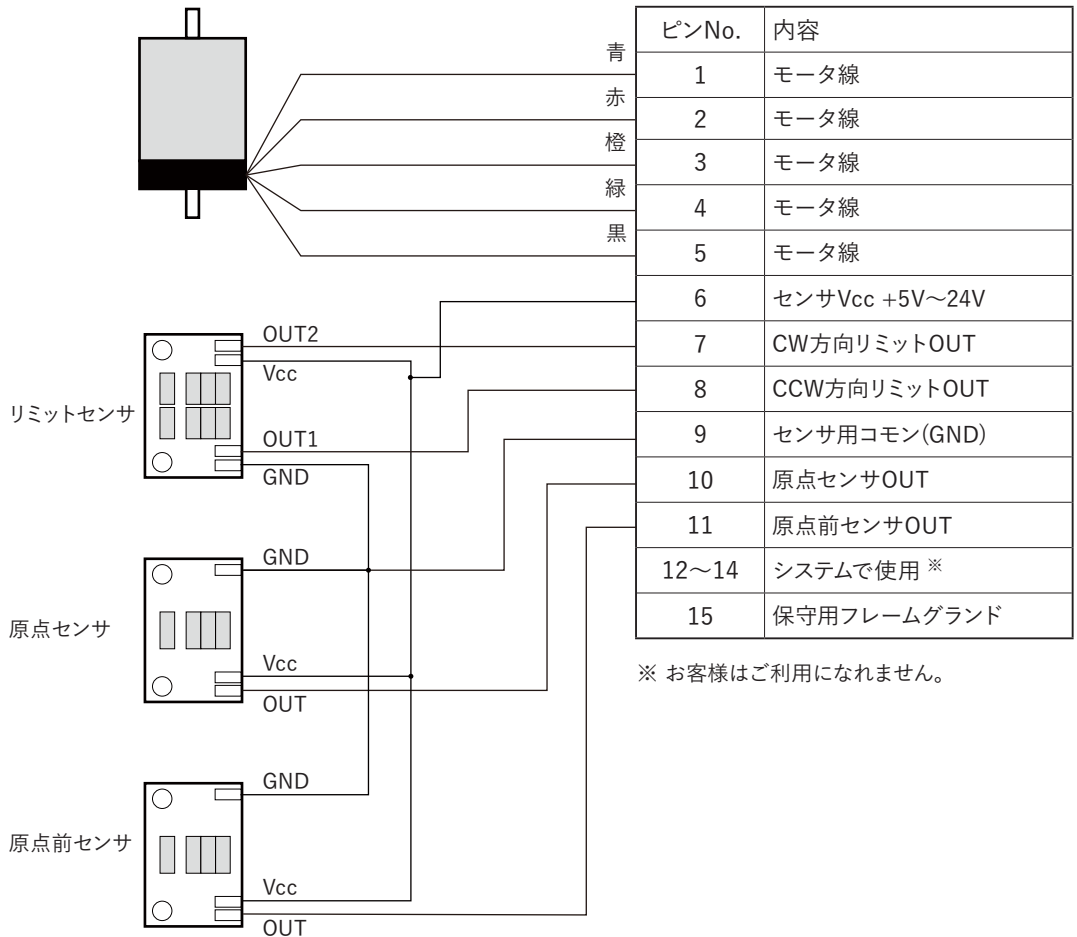 ピンNo. 内容
青 1 モータ線
赤 2 モータ線
橙 3 モータ線
緑 4 モータ線
黒 5 モータ線
6 センサVcc +5V～24V
7 CW方向リミットOUT
8 CCW方向リミットOUT
9 センサ用コモン(GND)
10 原点センサOUT
11 原点前センサOUT
12～14 システムで使用 ※
15 保守用フレームグランド
※ お客様はご利用になれません。
リミットセンサ
OUT2
Vcc
OUT1
GND
原点センサ
GND
Vcc
OUT
原点前センサ
GND
Vcc
OUT